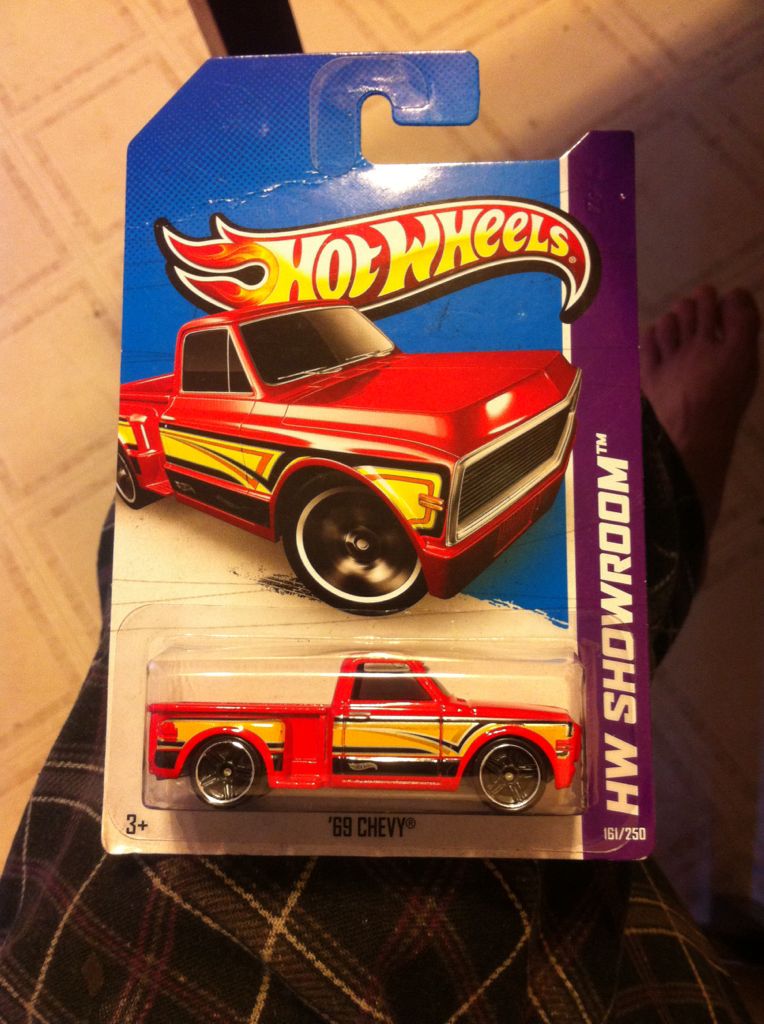 HOT WHEELS®
HW SHOWROOM™
3+
'69 CHEVY®
161/250